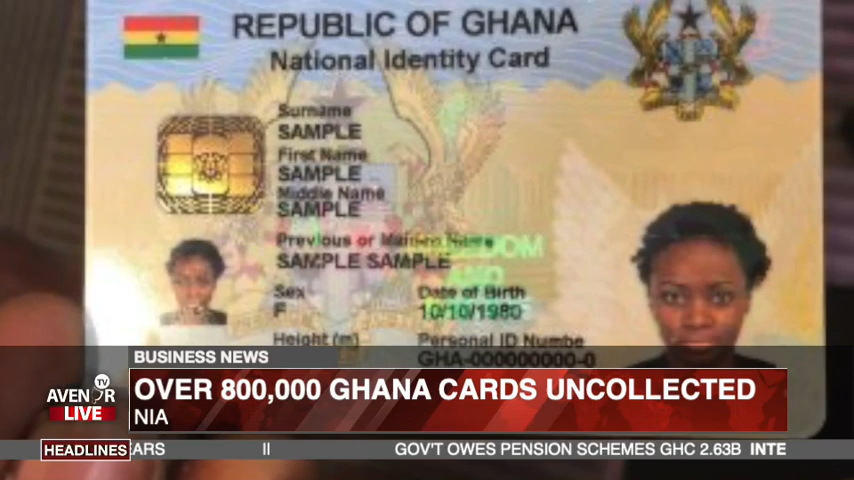 REPUBLIC OF GHANA
National Identity Card
Surname
SAMPLE
First Name
SAMPLE
Middle Name
SAMPLE
Previous or Maiden Name
SAMPLE SAMPLE
Sex
F
Date of Birth
10/10/1980
Height (m)
Personal ID Numbe
GHA-000000000-0
BUSINESS NEWS
AVENOR TV
LIVE
OVER 800,000 GHANA CARDS UNCOLLECTED
NIA
HEADLINES
ARS
II
GOV'T OWES PENSION SCHEMES GHC 2.63B
INTE